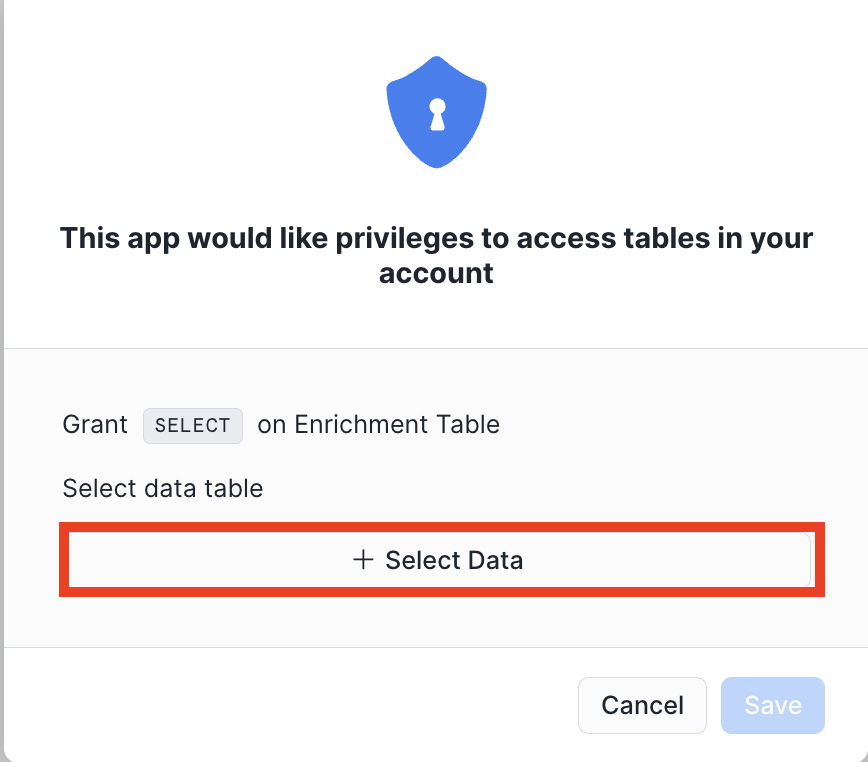 This app would like privileges to access tables in your
account
Grant SELECT on Enrichment Table
Select data table
+ Select Data
Cancel Save